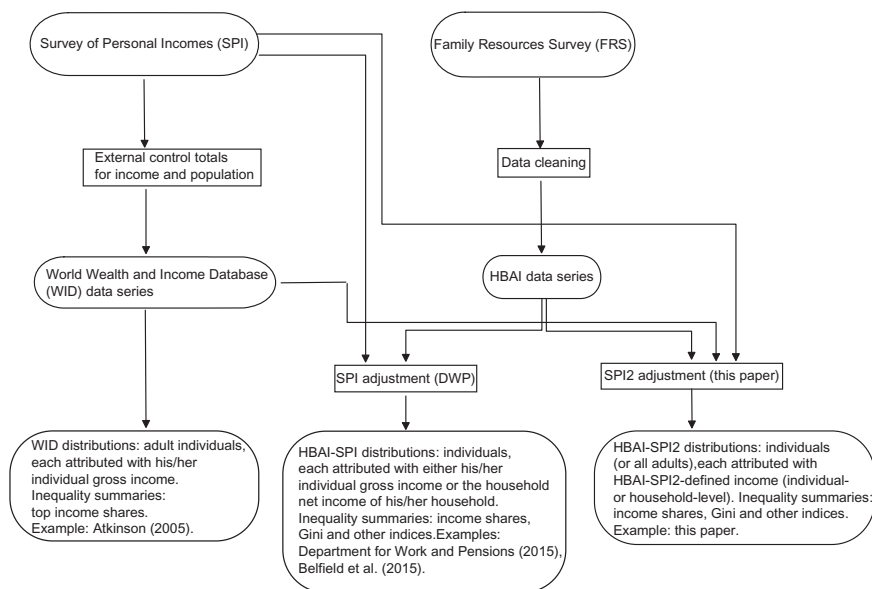 Survey of Personal Incomes (SPI)
Family Resources Survey (FRS)
External control totals
for income and population
Data cleaning
World Wealth and Income Database
(WID) data series
HBAI data series
SPI adjustment (DWP)
SPI2 adjustment (this paper)
WID distributions: adult individuals,
each attributed with his/her
individual gross income.
Inequality summaries:
top income shares.
Example: Atkinson (2005).
HBAI-SPI distributions: individuals,
each attributed with either his/her
individual gross income or the household
net income of his/her household.
Inequality summaries: income shares,
Gini and other indices.Examples:
Department for Work and Pensions (2015),
Belfield et al. (2015).
HBAI-SPI2 distributions: individuals
(or all adults),each attributed with
HBAI-SPI2-defined income (individual-
or household-level). Inequality summaries:
income shares, Gini and other indices.
Example: this paper.